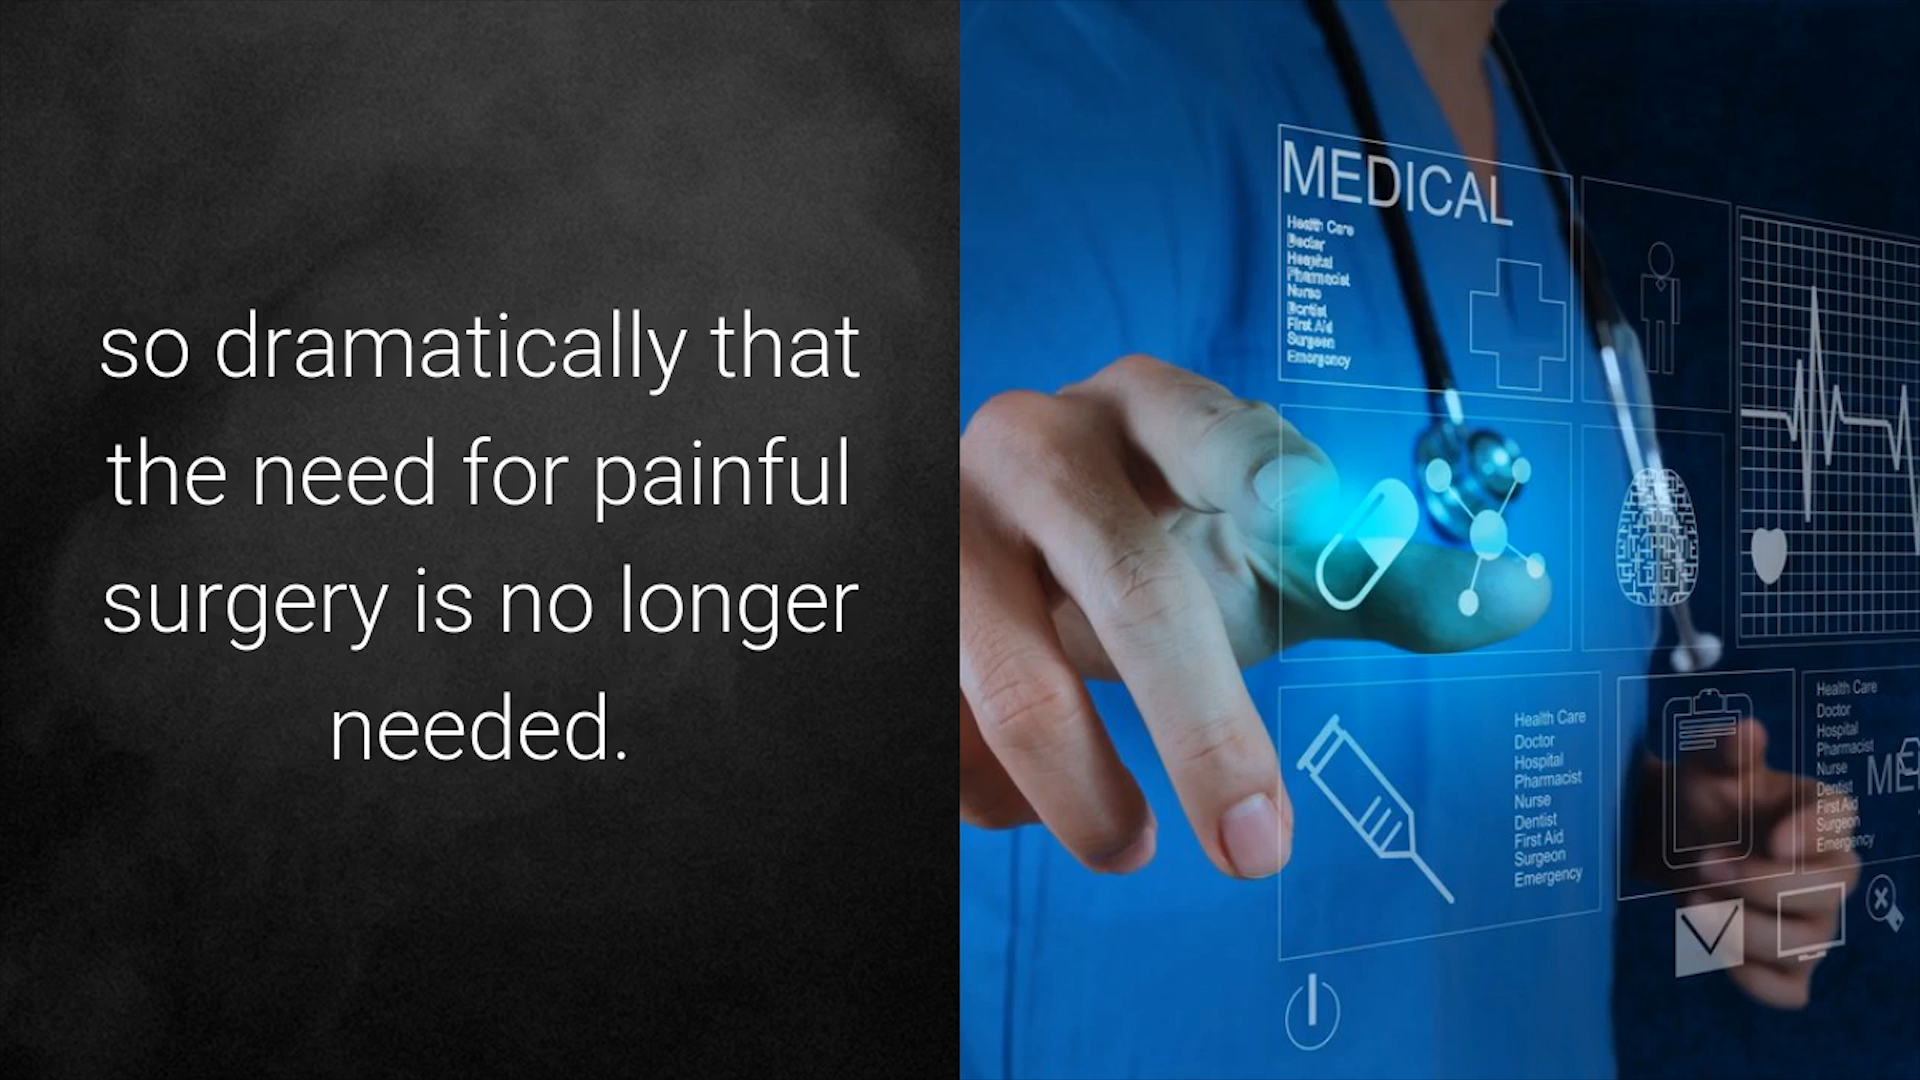 so dramatically that
the need for painful
surgery is no longer
needed.
MEDICAL
Health Care
Doctor
Hospital
Pharmacist
Nurse
Dentist
First Aid
Surgeon
Emergency
Health Care
Doctor
Hospital
Pharmacist
Nurse
Dentist
First Aid
Surgeon
Emergency
Health Care
Doctor
Hospital
Pharmacist
Nurse
Dentist
First Aid
Surgeon
Emergency